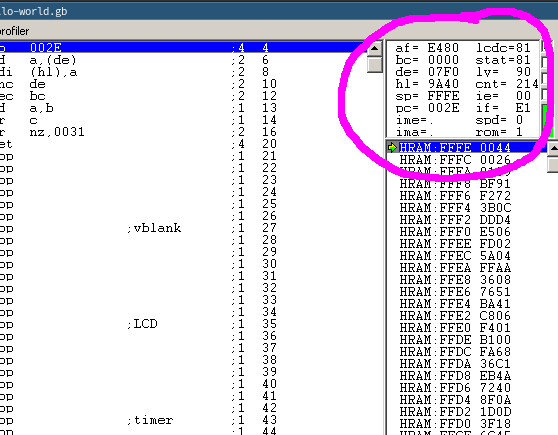 lo-world.gb
profiler
o 002E ;4 4
d a,(de) ;2 6
di (hl),a ;2 8
nc de ;2 10
ec bc ;2 12
d a,b ;1 13
r c ;1 14
r nz,0031 ;2 16
et ;4 20
op ;1 21
op ;1 22
op ;1 23
op ;1 24
op ;1 25
op ;1 26
op ;vblank ;1 27
op ;1 28
op ;1 29
op ;1 30
op ;1 31
op ;1 32
op ;1 33
op ;1 34
op ;LCD ;1 35
op ;1 36
op ;1 37
op ;1 38
op ;1 39
op ;1 40
op ;1 41
op ;1 42
op ;timer ;1 43
op ;1 44
af= E480 lcdc=81
bc= 0000 stat=81
de= 07F0 lv= 90
hl= 9A40 cnt= 214
sp= FFFE ie= 00
pc= 002E if= E1
ime=. spd= 0
ima=. rom= 1
HRAM:FFFE 0044
HRAM:FFFC 0026
HRAM:FFFA
HRAM:FFF8 BF91
HRAM:FFF6 F272
HRAM:FFF4 3B0C
HRAM:FFF2 DDD4
HRAM:FFF0 E506
HRAM:FFEE FD02
HRAM:FFEC 5A04
HRAM:FFEA FFAA
HRAM:FFE8 3608
HRAM:FFE6 7651
HRAM:FFE4 BA41
HRAM:FFE2 C806
HRAM:FFE0 F401
HRAM:FFDE B100
HRAM:FFDC FA68
HRAM:FFDA 36C1
HRAM:FFD8 EB4A
HRAM:FFD6 7240
HRAM:FFD4 8F0A
HRAM:FFD2 1D0D
HRAM:FFD0 3F18